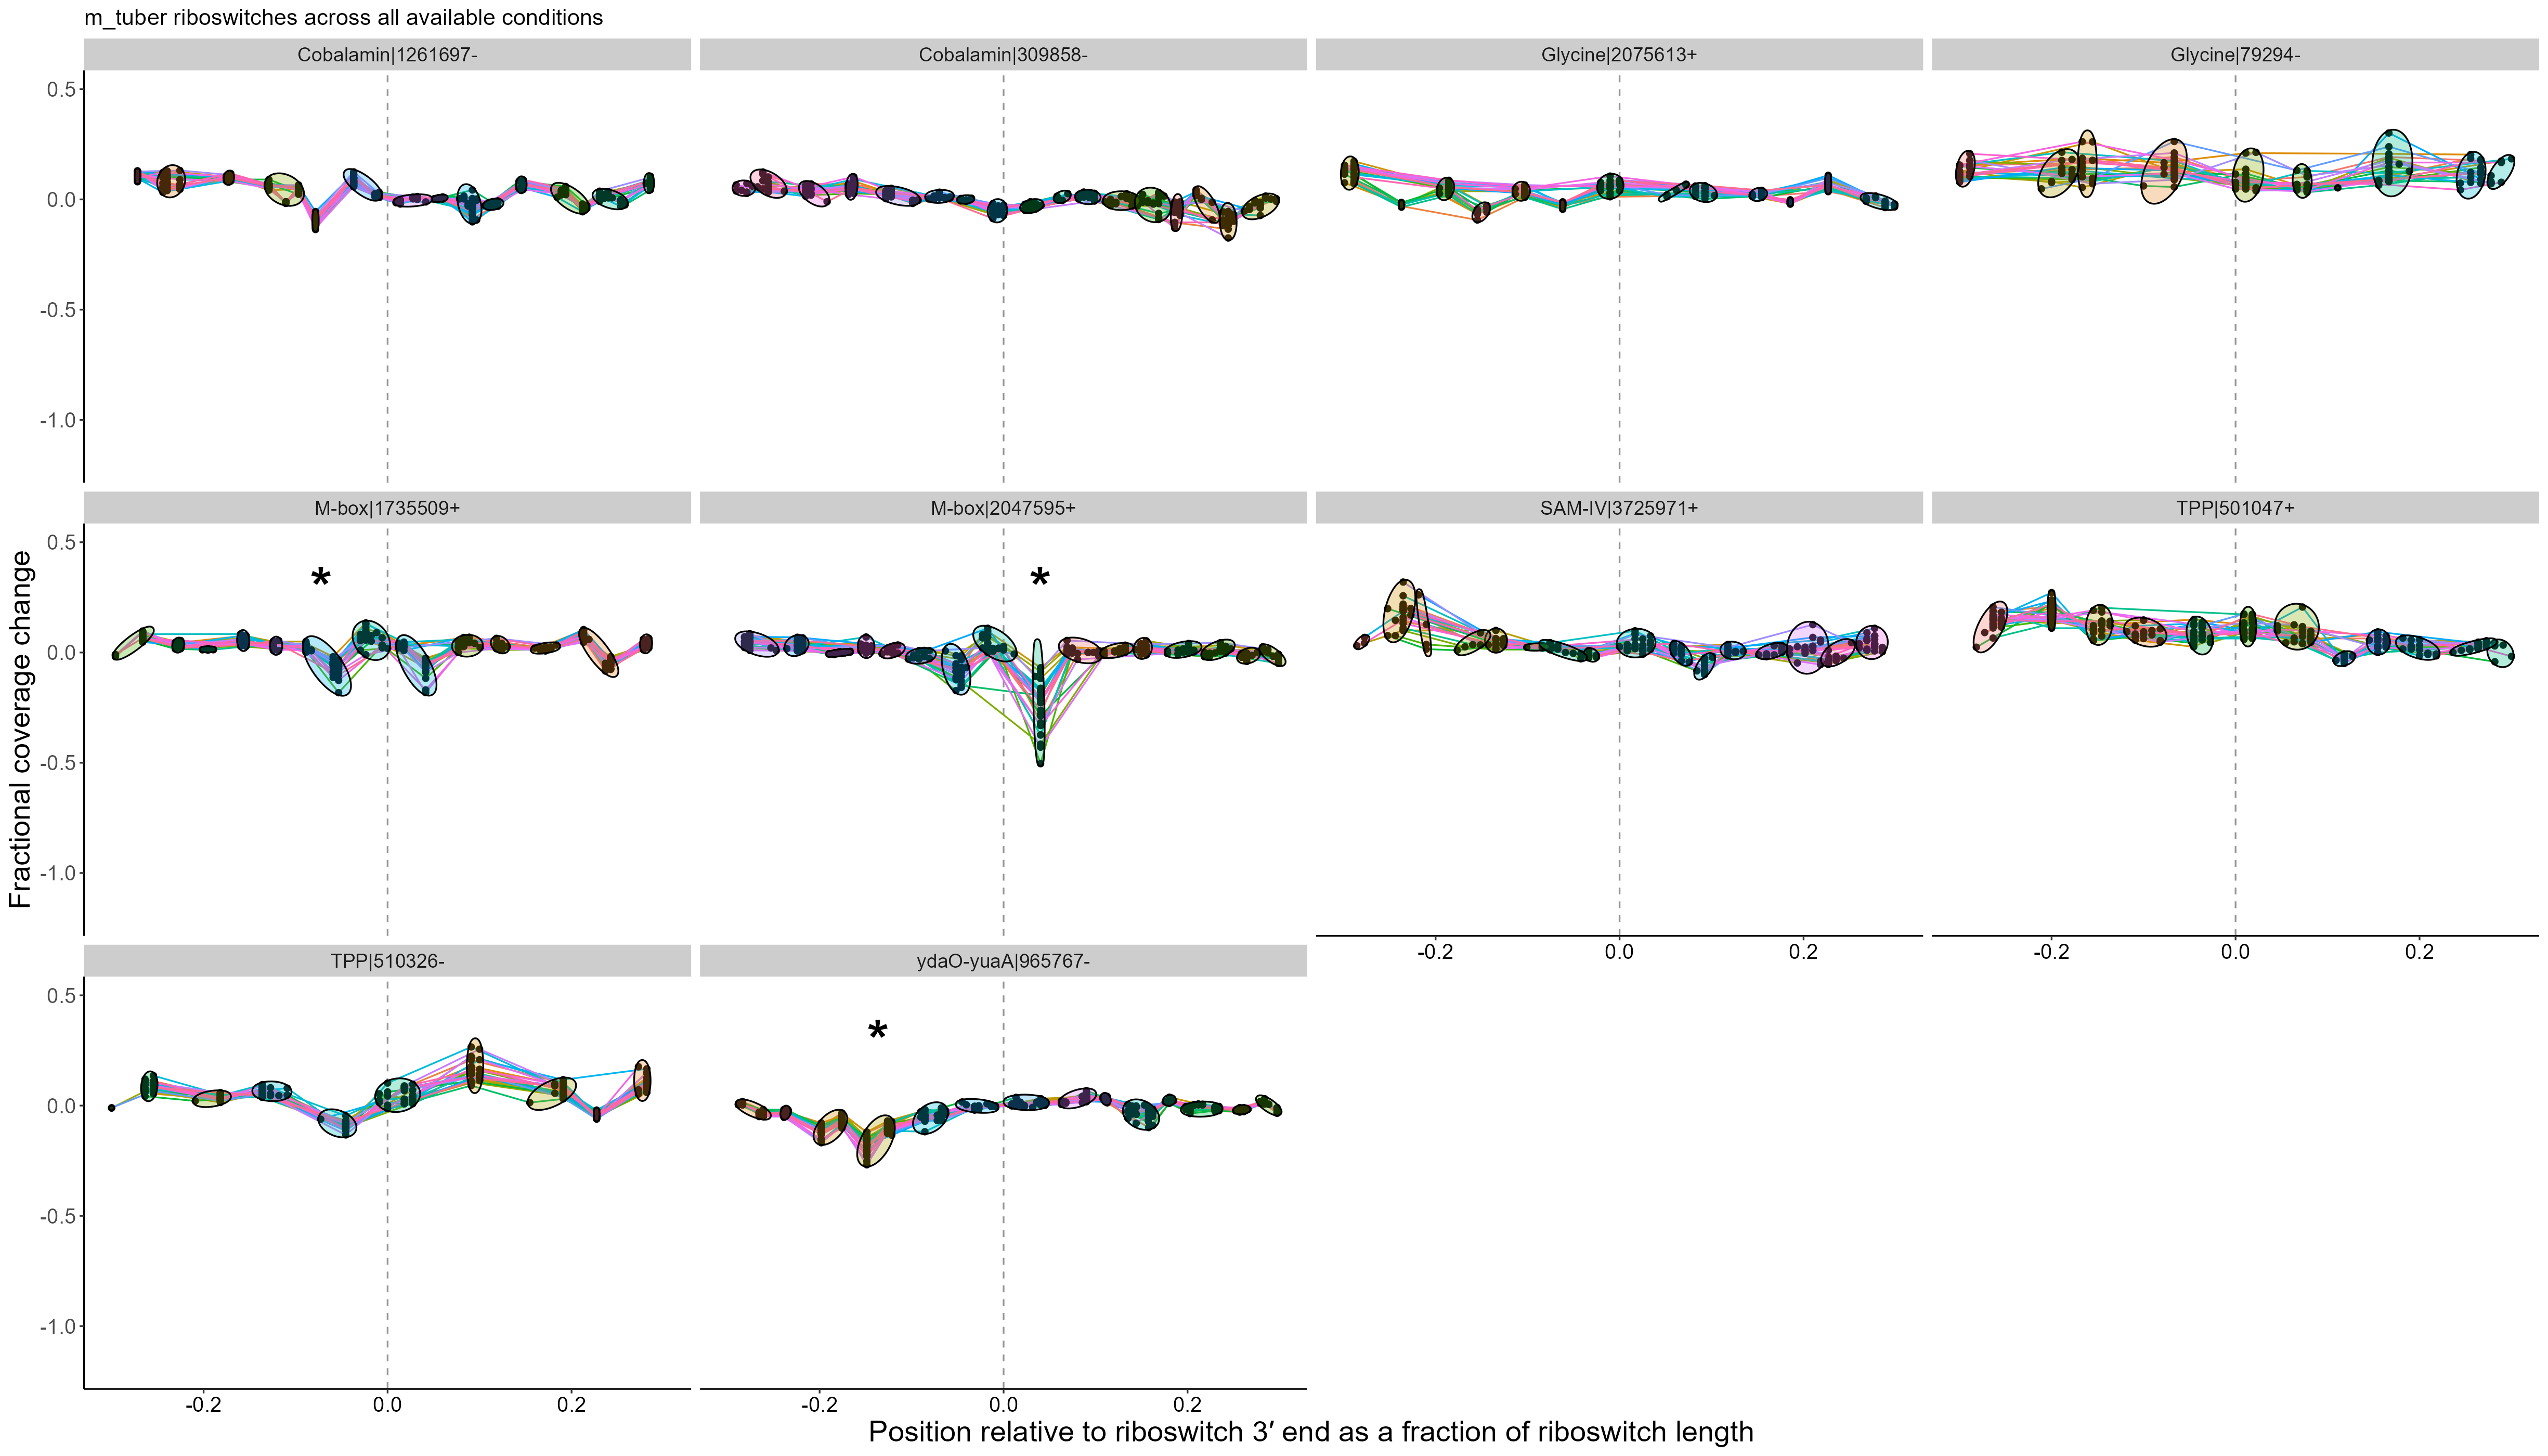 m_tuber riboswitches across all available conditions
Cobalamin|1261697-
Cobalamin|309858-
Glycine|2075613+
Glycine|79294-
0.5
0.0
-0.5
-1.0
M-box|1735509+
M-box|2047595+
SAM-IV|3725971+
TPP|501047+
0.5
0.0
-0.5
-1.0
*
*
-0.2
0.0
0.2
-0.2
0.0
0.2
TPP|510326-
ydaO-yuaA|965767-
0.5
0.0
-0.5
-1.0
*
-0.2
0.0
0.2
-0.2
0.0
0.2
Fractional coverage change
Position relative to riboswitch 3′ end as a fraction of riboswitch length